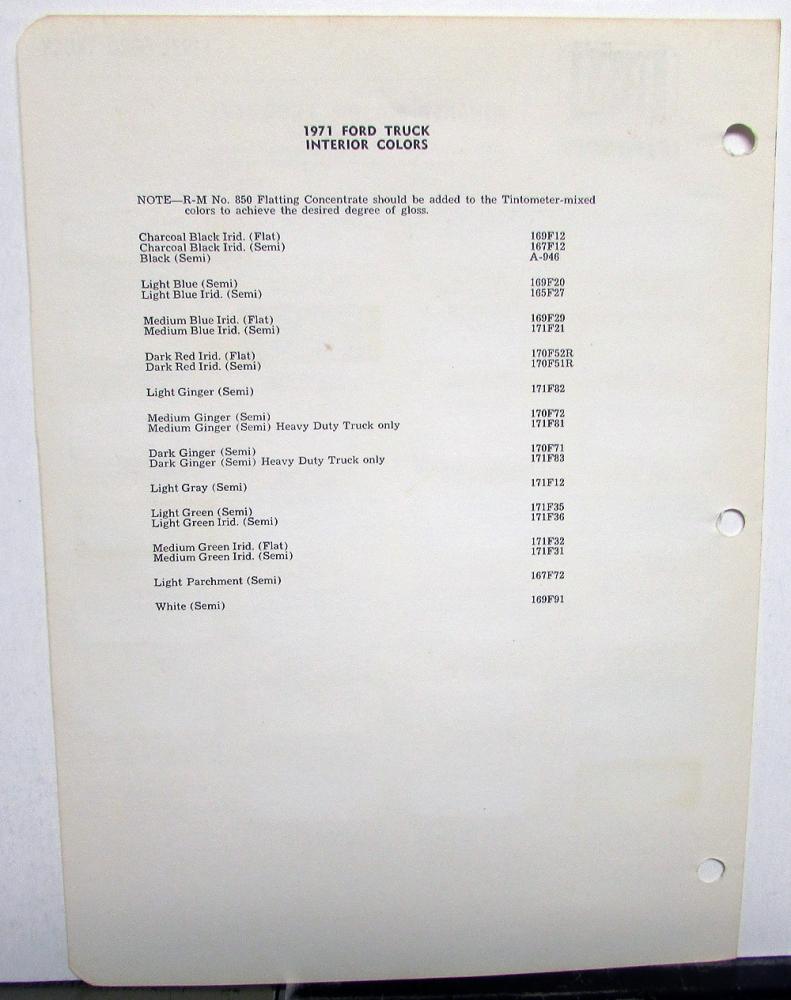 1971 FORD TRUCK
INTERIOR COLORS
NOTE—R-M No. 850 Flatting Concentrate should be added to the Tintometer-mixed
colors to achieve the desired degree of gloss.
Charcoal Black Irid. (Flat) 169F12
Charcoal Black Irid. (Semi) 167F12
Black (Semi) A-946
Light Blue (Semi) 169F20
Light Blue Irid. (Semi) 165F27
Medium Blue Irid. (Flat) 169F29
Medium Blue Irid. (Semi) 171F21
Dark Red Irid. (Flat) 170F52R
Dark Red Irid. (Semi) 170F51R
Light Ginger (Semi) 171F82
Medium Ginger (Semi) 170F72
Medium Ginger (Semi) Heavy Duty Truck only 171F81
Dark Ginger (Semi) 170F71
Dark Ginger (Semi) Heavy Duty Truck only 171F83
Light Gray (Semi) 171F12
Light Green (Semi) 171F35
Light Green Irid. (Semi) 171F36
Medium Green Irid. (Flat) 171F32
Medium Green Irid. (Semi) 171F31
Light Parchment (Semi) 167F72
White (Semi) 169F91